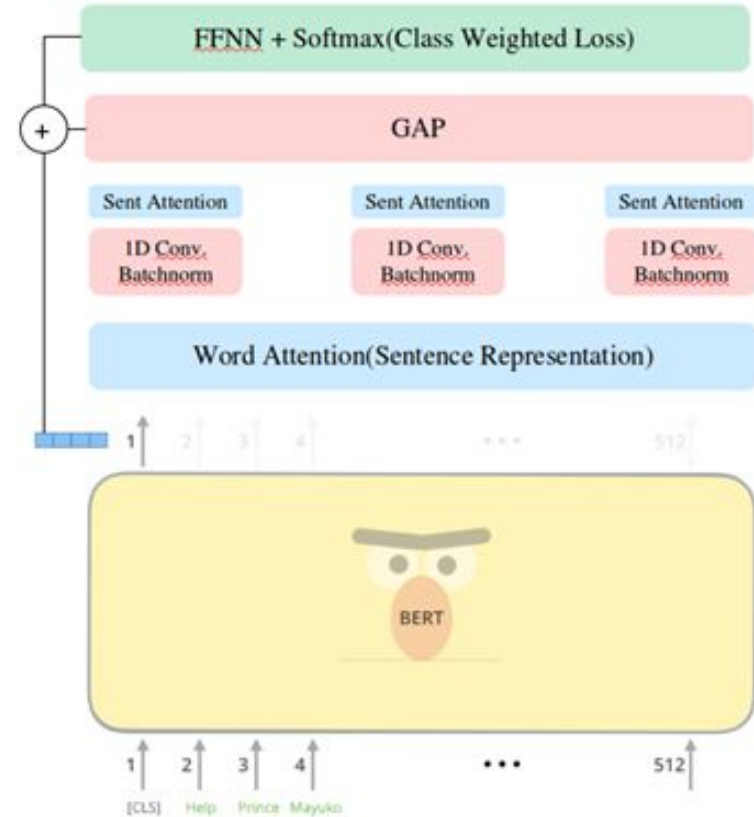 FFNN + Softmax(Class Weighted Loss)
+
GAP
Sent Attention Sent Attention Sent Attention
1D Conv. 1D Conv. 1D Conv.
Batchnorm Batchnorm Batchnorm
Word Attention(Sentence Representation)
1 2 3 4 ••• 512
BERT
1 2 3 4 ••• 512
[CLS] Help Prince Mayuko